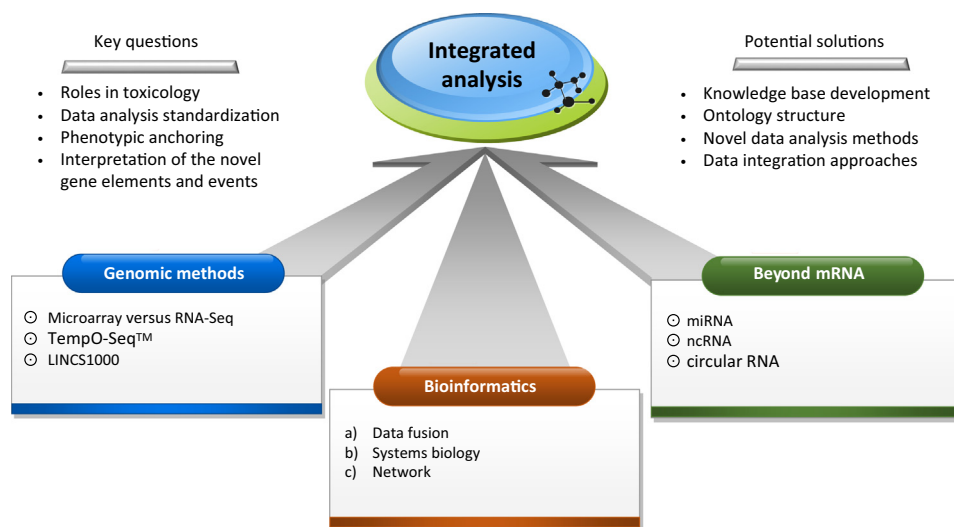 Key questions
• Roles in toxicology
• Data analysis standardization
• Phenotypic anchoring
• Interpretation of the novel
gene elements and events
Integrated
analysis
Potential solutions
• Knowledge base development
• Ontology structure
• Novel data analysis methods
• Data integration approaches
Genomic methods
⊙ Microarray versus RNA-Seq
⊙ TempO-Seq™
⊙ LINCS1000
Bioinformatics
a) Data fusion
b) Systems biology
c) Network
Beyond mRNA
⊙ miRNA
⊙ ncRNA
⊙ circular RNA